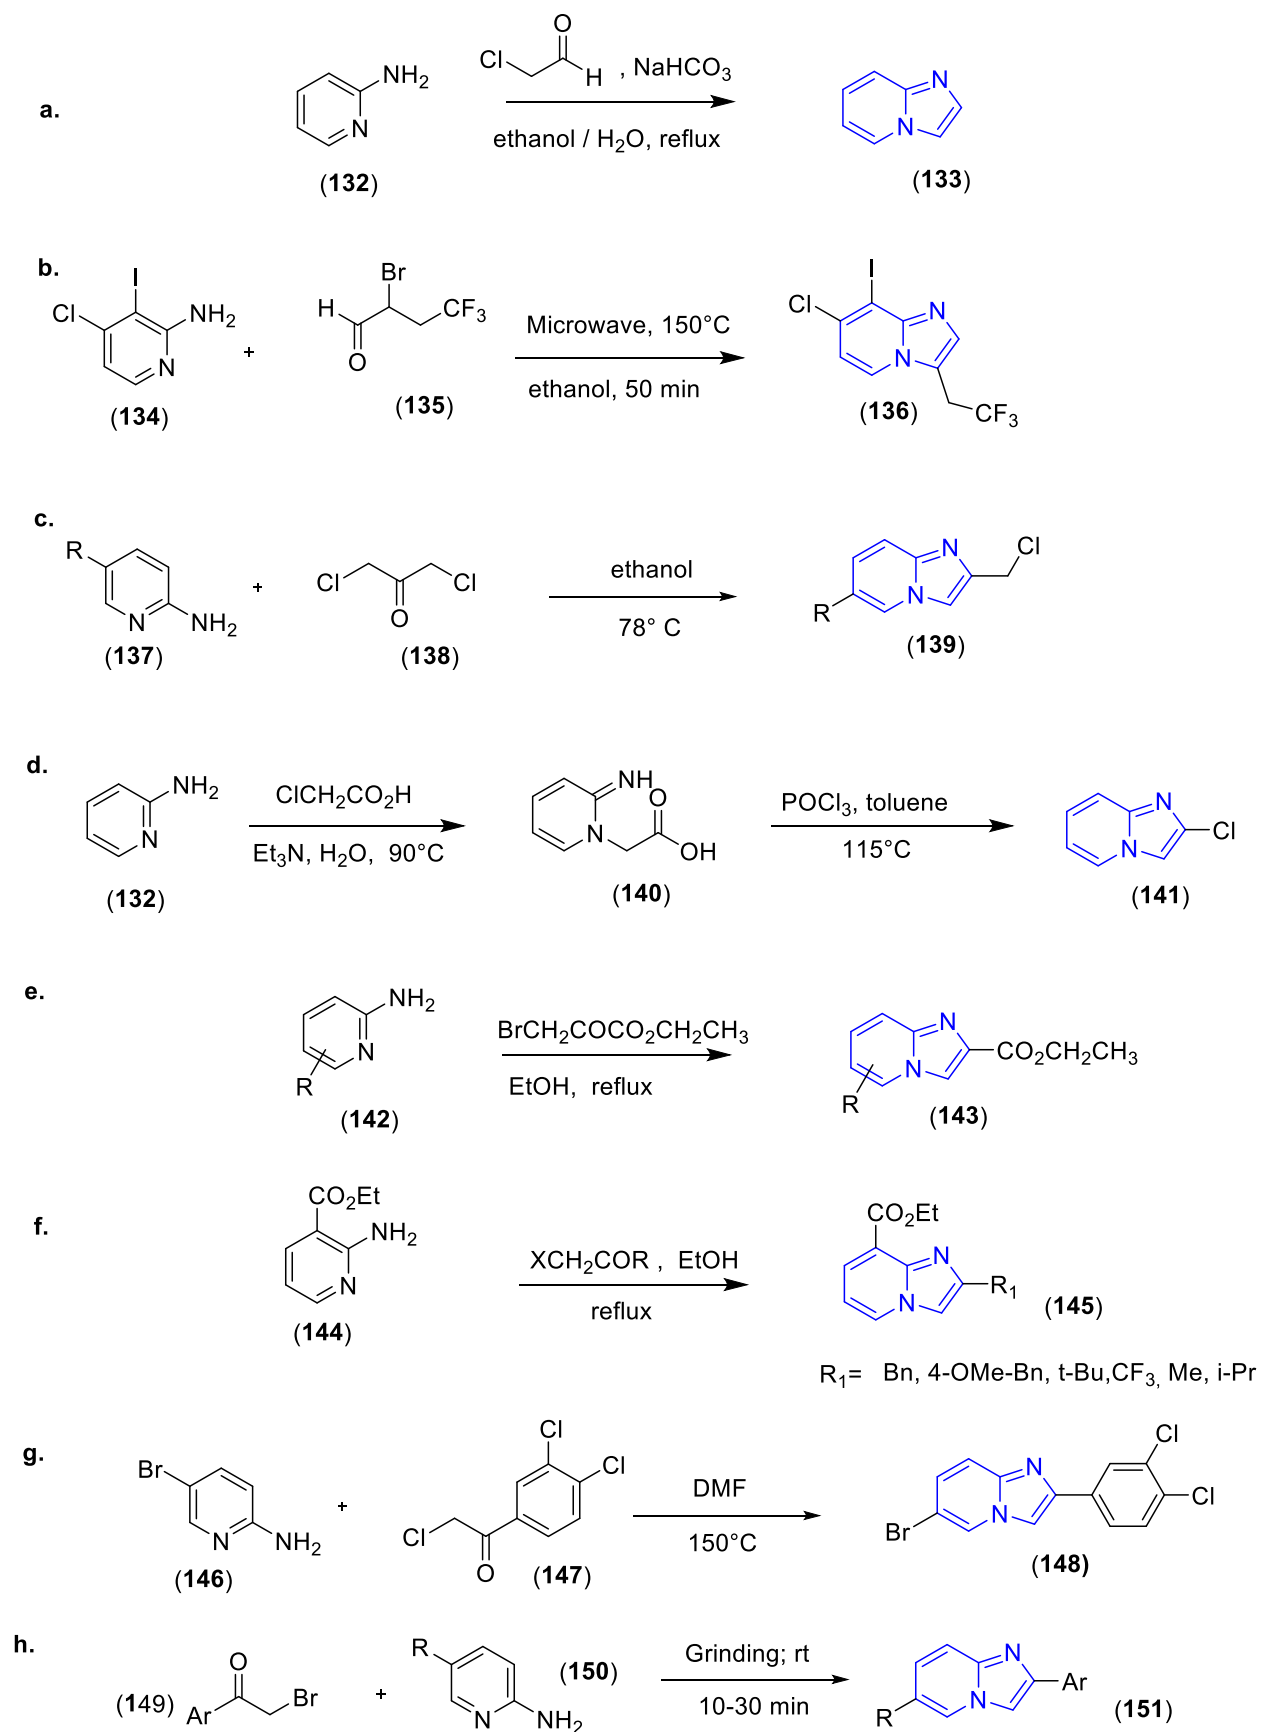 a.
NH2
N
(132)
Cl
O
H
, NaHCO3
ethanol / H2O, reflux
N
N
(133)
b.
I
Cl
NH2
N
(134)
+
Br
H
CF3
O
(135)
Microwave, 150°C
ethanol, 50 min
I
Cl
N
N
CF3
(136)
c.
R
N
NH2
(137)
+
Cl
Cl
O
(138)
ethanol
78° C
N
Cl
N
R
(139)
d.
NH2
N
(132)
ClCH2CO2H
Et3N, H2O, 90°C
NH
O
N
OH
(140)
POCl3, toluene
115°C
N
Cl
N
(141)
e.
NH2
N
R
(142)
BrCH2COCO2CH2CH3
EtOH, reflux
N
CO2CH2CH3
N
R
(143)
f.
CO2Et
NH2
N
(144)
XCH2COR , EtOH
reflux
CO2Et
N
R1
N
(145)
R1= Bn, 4-OMe-Bn, t-Bu,CF3, Me, i-Pr
g.
Br
N
NH2
(146)
+
Cl
Cl
Cl
O
(147)
DMF
150°C
Cl
N
Cl
N
Br
(148)
h.
(149)
O
Br
Ar
+
R
(150)
N
NH2
Grinding; rt
10-30 min
N
Ar
N
R
(151)